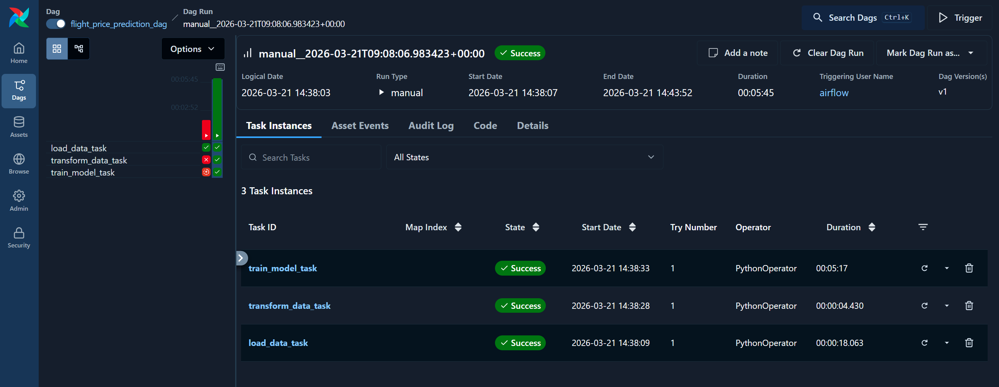 Dag
flight_price_prediction_dag
Dag Run
manual__2026-03-21T09:08:06.983423+00:00
Search Dags Ctrl+K
Trigger
Home
Dags
Assets
Browse
Admin
Security
Options
00:05:45
00:02:52
load_data_task
transform_data_task
train_model_task
manual__2026-03-21T09:08:06.983423+00:00 Success
Add a note
Clear Dag Run
Mark Dag Run as...
Logical Date Run Type Start Date End Date Duration Triggering User Name Dag Version(s)
2026-03-21 14:38:03 manual 2026-03-21 14:38:07 2026-03-21 14:43:52 00:05:45 airflow v1
Task Instances Asset Events Audit Log Code Details
Search Tasks
All States
3 Task Instances
Task ID Map Index State Start Date Try Number Operator Duration
train_model_task Success 2026-03-21 14:38:33 1 PythonOperator 00:05:17
transform_data_task Success 2026-03-21 14:38:28 1 PythonOperator 00:00:04.430
load_data_task Success 2026-03-21 14:38:09 1 PythonOperator 00:00:18.063